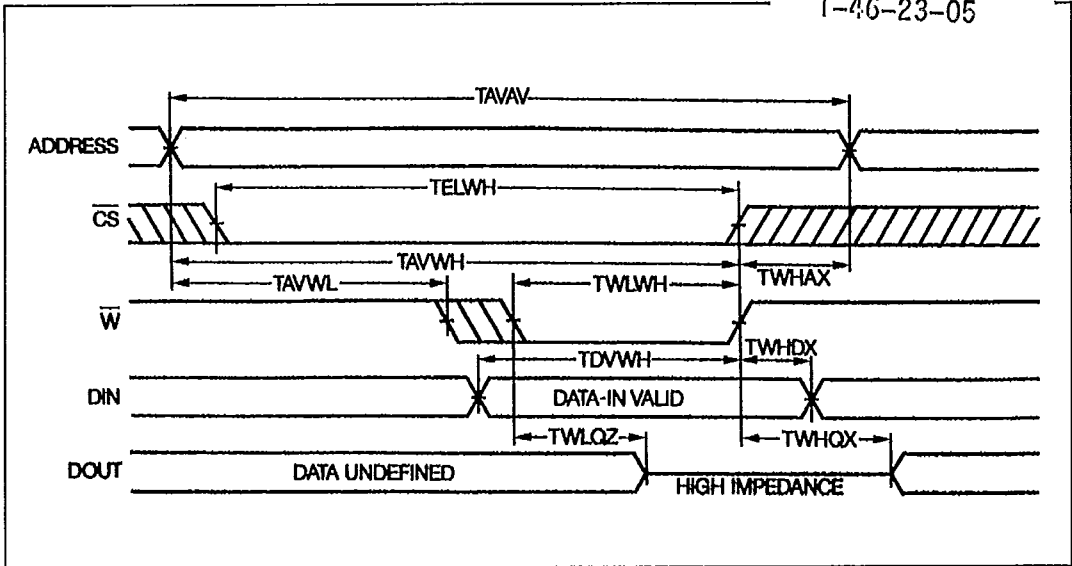 T-46-23-05
TAVAV
ADDRESS
TELWH
CS
TAVWH
TWHAX
TAVWL
TWLWH
W
TDVWH
TWHDX
DIN
DATA-IN VALID
TWLQZ
TWHQX
DOUT
DATA UNDEFINED
HIGH IMPEDANCE